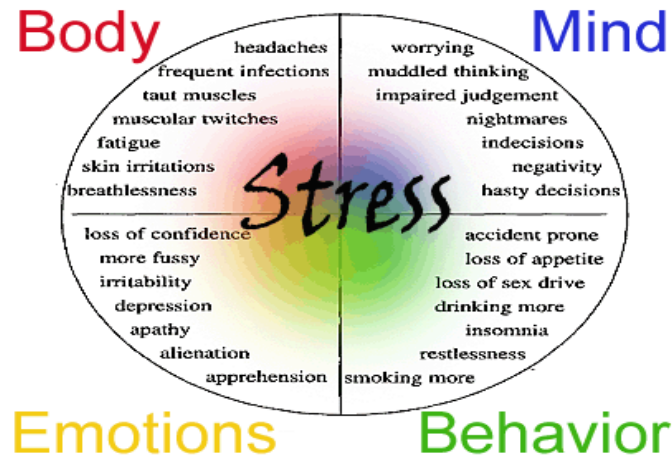 Body
headaches
frequent infections
taut muscles
muscular twitches
fatigue
skin irritations
breathlessness
Mind
worrying
muddled thinking
impaired judgement
nightmares
indecisions
negativity
hasty decisions
Stress
loss of confidence
more fussy
irritability
depression
apathy
alienation
apprehension
Emotions
accident prone
loss of appetite
loss of sex drive
drinking more
insomnia
restlessness
smoking more
Behavior